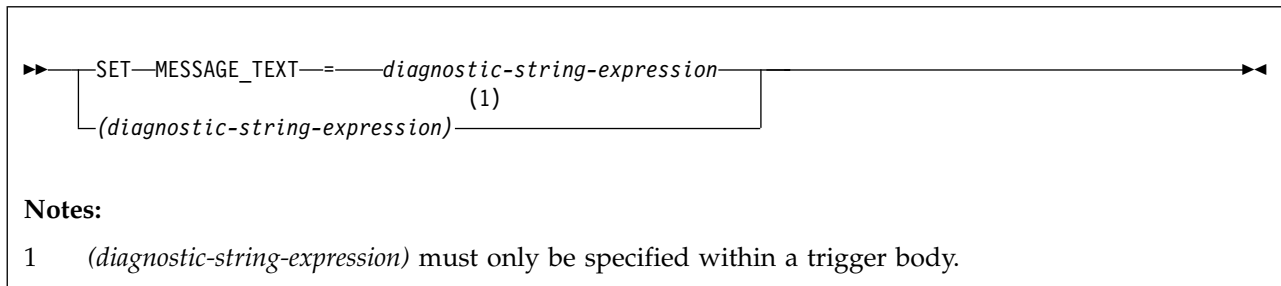 SET MESSAGE_TEXT = diagnostic-string-expression
(1)
(diagnostic-string-expression)
Notes:
1 (diagnostic-string-expression) must only be specified within a trigger body.